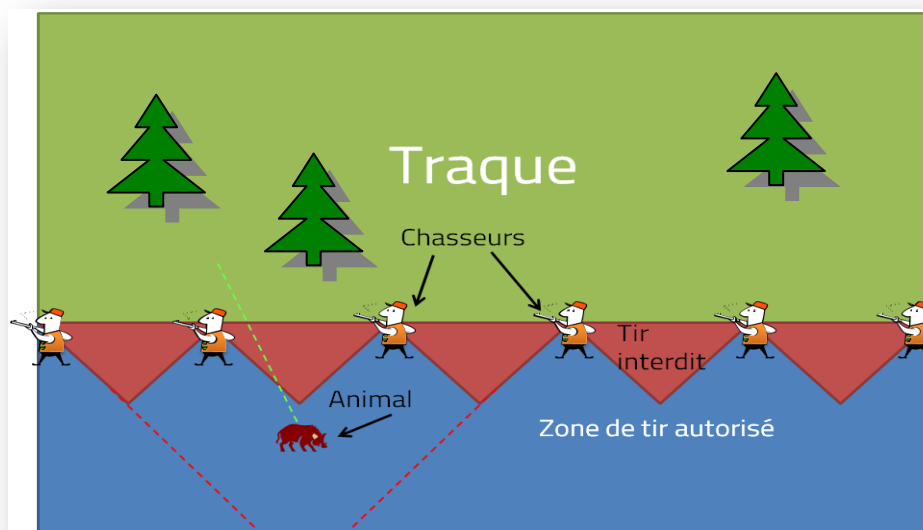 Traque
Chasseurs
Tir
interdit
Animal
Zone de tir autorisé